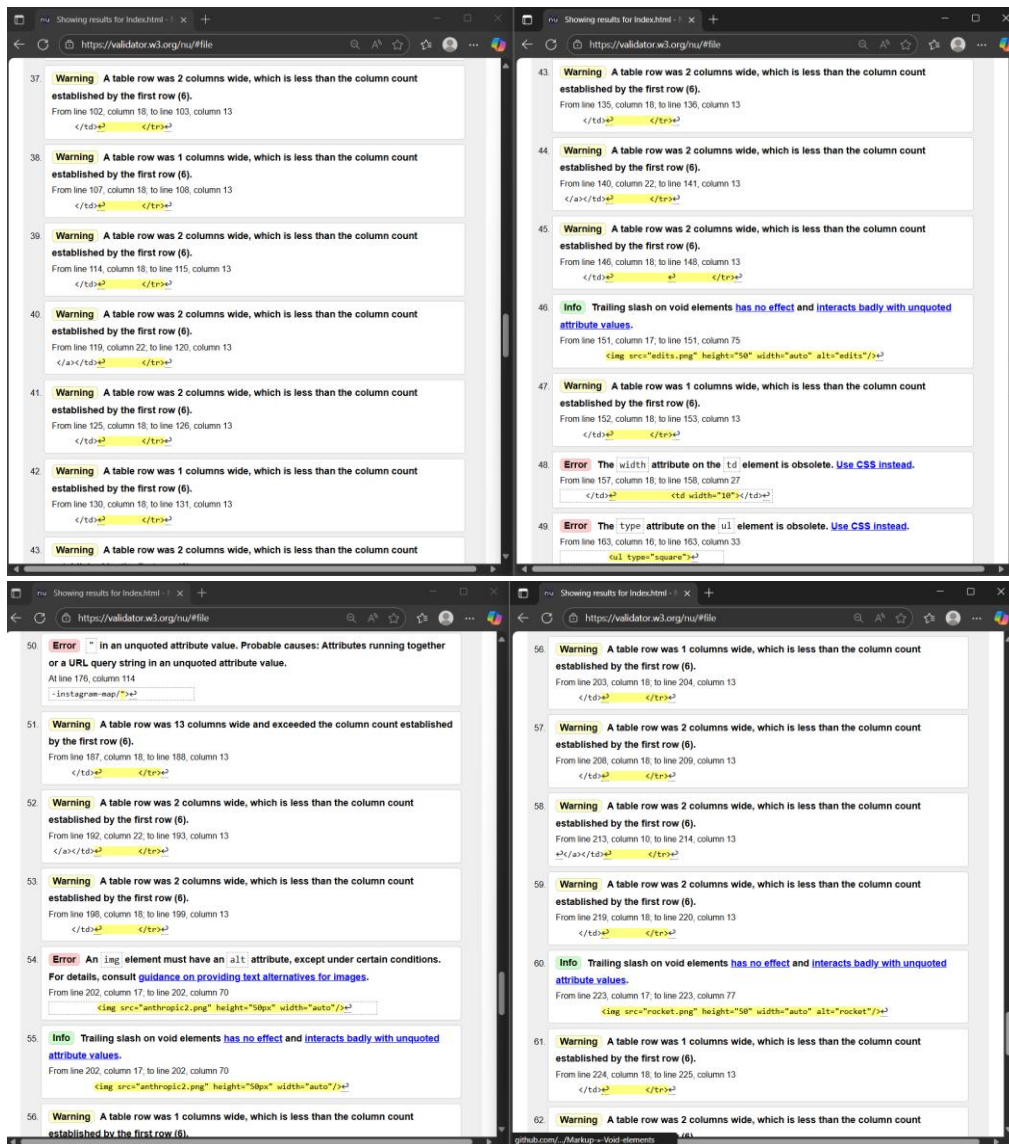 Showing results for Index.html - N
https://validator.w3.org/nu/#file
37. Warning A table row was 2 columns wide, which is less than the column count
established by the first row (6).
From line 102, column 18; to line 103, column 13
</td>↩ </tr>↩
38. Warning A table row was 1 columns wide, which is less than the column count
established by the first row (6).
From line 107, column 18; to line 108, column 13
</td>↩ </tr>↩
39. Warning A table row was 2 columns wide, which is less than the column count
established by the first row (6).
From line 114, column 18; to line 115, column 13
</td>↩ </tr>↩
40. Warning A table row was 2 columns wide, which is less than the column count
established by the first row (6).
From line 119, column 22; to line 120, column 13
</a></td>↩ </tr>↩
41. Warning A table row was 2 columns wide, which is less than the column count
established by the first row (6).
From line 125, column 18; to line 126, column 13
</td>↩ </tr>↩
42. Warning A table row was 1 columns wide, which is less than the column count
established by the first row (6).
From line 130, column 18; to line 131, column 13
</td>↩ </tr>↩
43. Warning A table row was 2 columns wide, which is less than the column count
Showing results for Index.html - N
https://validator.w3.org/nu/#file
43. Warning A table row was 2 columns wide, which is less than the column count
established by the first row (6).
From line 135, column 18; to line 136, column 13
</td>↩ </tr>↩
44. Warning A table row was 2 columns wide, which is less than the column count
established by the first row (6).
From line 140, column 22; to line 141, column 13
</a></td>↩ </tr>↩
45. Warning A table row was 2 columns wide, which is less than the column count
established by the first row (6).
From line 146, column 18; to line 148, column 13
</td>↩ ↩ </tr>↩
46. Info Trailing slash on void elements has no effect and interacts badly with unquoted
attribute values.
From line 151, column 17; to line 151, column 75
<img src="edits.png" height="50" width="auto" alt="edits"/>↩
47. Warning A table row was 1 columns wide, which is less than the column count
established by the first row (6).
From line 152, column 18; to line 153, column 13
</td>↩ </tr>↩
48. Error The width attribute on the td element is obsolete. Use CSS instead.
From line 157, column 18; to line 158, column 27
</td>↩ <td width="10"></td>↩
49. Error The type attribute on the ul element is obsolete. Use CSS instead.
From line 163, column 16; to line 163, column 33
<ul type="square">↩
Showing results for Index.html - N
https://validator.w3.org/nu/#file
50. Error " in an unquoted attribute value. Probable causes: Attributes running together
or a URL query string in an unquoted attribute value.
At line 176, column 114
-instagram-map/">↩
51. Warning A table row was 13 columns wide and exceeded the column count established
by the first row (6).
From line 187, column 18; to line 188, column 13
</td>↩ </tr>↩
52. Warning A table row was 2 columns wide, which is less than the column count
established by the first row (6).
From line 192, column 22; to line 193, column 13
</a></td>↩ </tr>↩
53. Warning A table row was 2 columns wide, which is less than the column count
established by the first row (6).
From line 198, column 18; to line 199, column 13
</td>↩ </tr>↩
54. Error An img element must have an alt attribute, except under certain conditions.
For details, consult guidance on providing text alternatives for images.
From line 202, column 17; to line 202, column 70
<img src="anthropic2.png" height="50px" width="auto"/>↩
55. Info Trailing slash on void elements has no effect and interacts badly with unquoted
attribute values.
From line 202, column 17; to line 202, column 70
<img src="anthropic2.png" height="50px" width="auto"/>↩
56. Warning A table row was 1 columns wide, which is less than the column count
established by the first row (6).
Showing results for Index.html - N
https://validator.w3.org/nu/#file
56. Warning A table row was 1 columns wide, which is less than the column count
established by the first row (6).
From line 203, column 18; to line 204, column 13
</td>↩ </tr>↩
57. Warning A table row was 2 columns wide, which is less than the column count
established by the first row (6).
From line 208, column 18; to line 209, column 13
</td>↩ </tr>↩
58. Warning A table row was 2 columns wide, which is less than the column count
established by the first row (6).
From line 213, column 10; to line 214, column 13
↩</a></td>↩ </tr>↩
59. Warning A table row was 2 columns wide, which is less than the column count
established by the first row (6).
From line 219, column 18; to line 220, column 13
</td>↩ </tr>↩
60. Info Trailing slash on void elements has no effect and interacts badly with unquoted
attribute values.
From line 223, column 17; to line 223, column 77
<img src="rocket.png" height="50" width="auto" alt="rocket"/>↩
61. Warning A table row was 1 columns wide, which is less than the column count
established by the first row (6).
From line 224, column 18; to line 225, column 13
</td>↩ </tr>↩
62. Warning A table row was 2 columns wide, which is less than the column count
github.com/.../Markup-»-Void-elements